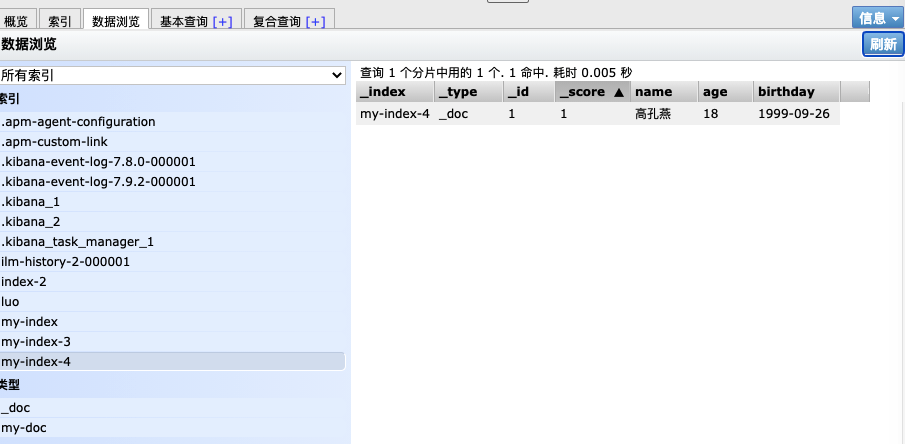 概览 索引 数据浏览 基本查询 [+] 复合查询 [+] 信息
数据浏览 刷新
所有索引
索引
.apm-agent-configuration
.apm-custom-link
.kibana-event-log-7.8.0-000001
.kibana-event-log-7.9.2-000001
.kibana_1
.kibana_2
.kibana_task_manager_1
ilm-history-2-000001
index-2
luo
my-index
my-index-3
my-index-4
类型
_doc
my-doc
查询 1 个分片中用的 1 个. 1 命中. 耗时 0.005 秒
_index _type _id _score ▲ name age birthday
my-index-4 _doc 1 1 高孔燕 18 1999-09-26